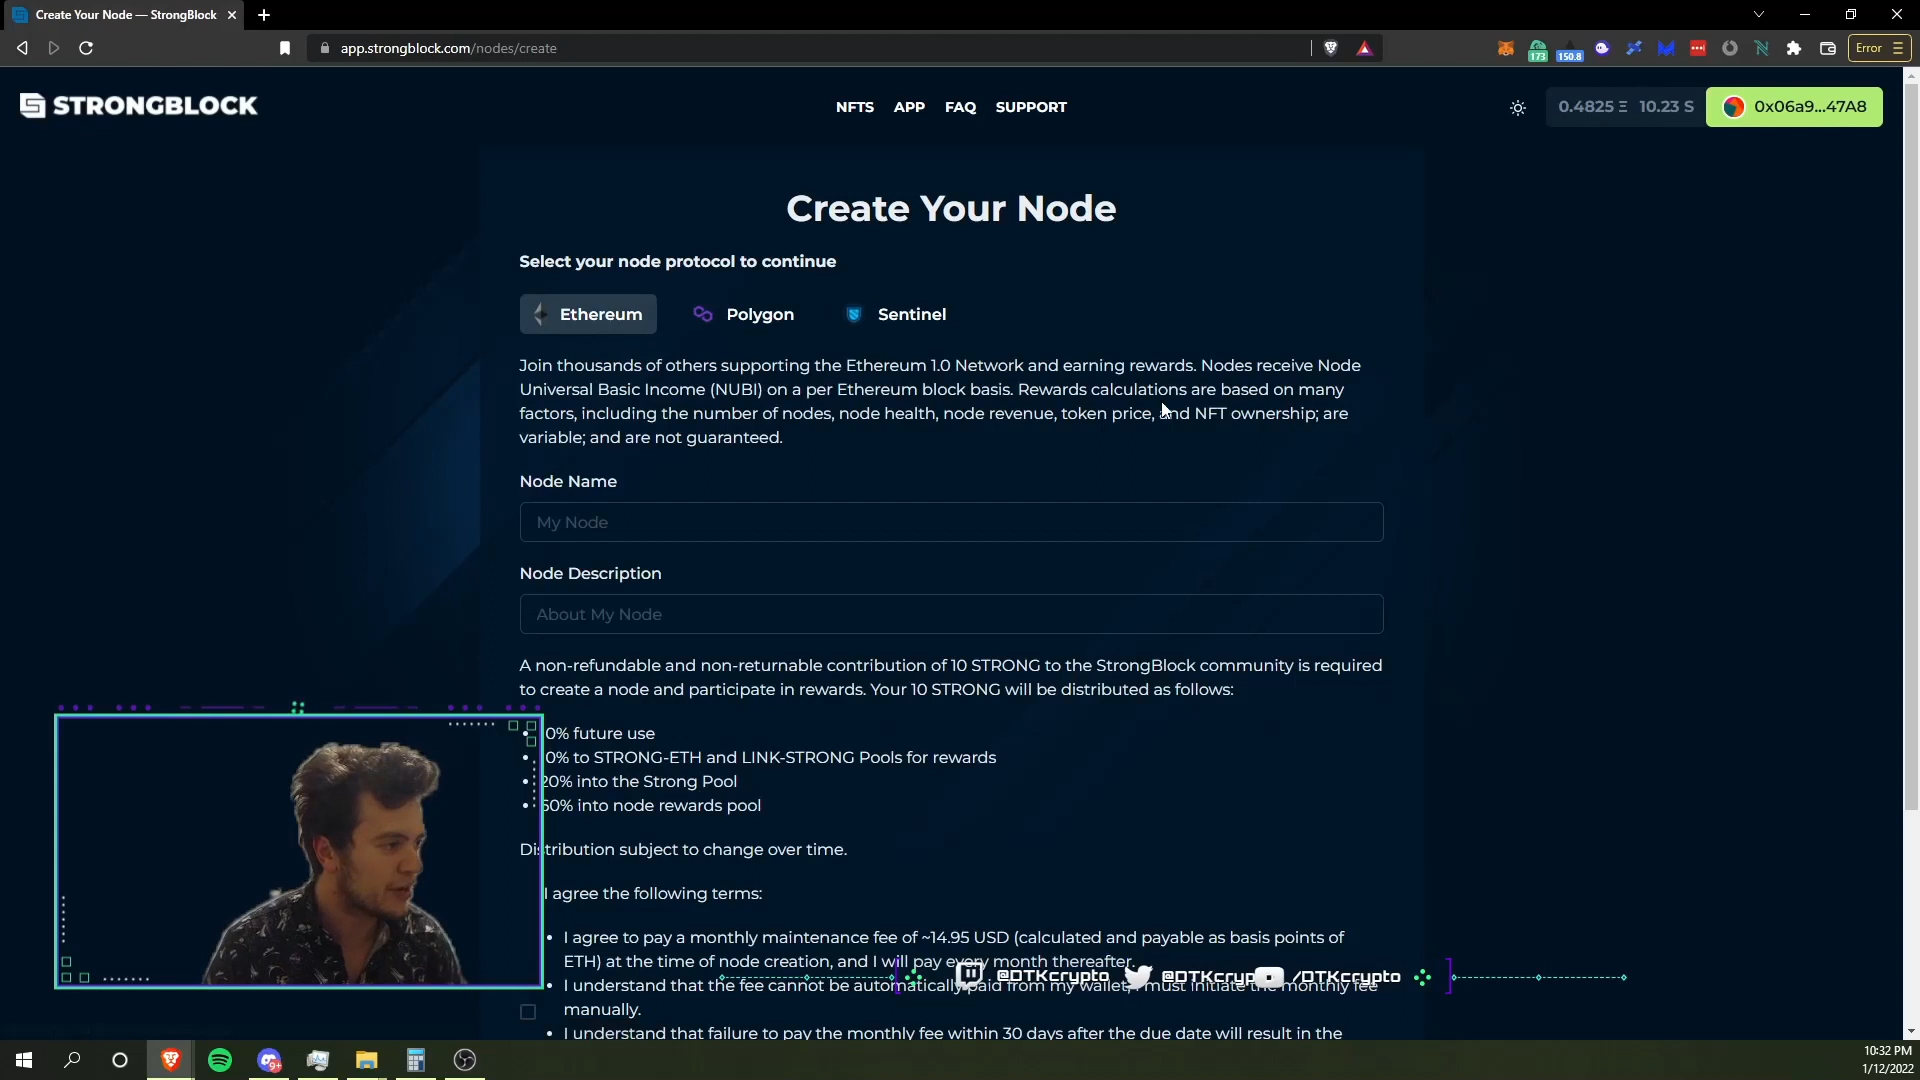 Create Your Node — StrongBlock
app.strongblock.com/nodes/create
173
150.8
Error
STRONGBLOCK
NFTS APP FAQ SUPPORT
0.4825 Ξ 10.23 S
0x06a9...47A8
Create Your Node
Select your node protocol to continue
Ethereum Polygon Sentinel
Join thousands of others supporting the Ethereum 1.0 Network and earning rewards. Nodes receive Node
Universal Basic Income (NUBI) on a per Ethereum block basis. Rewards calculations are based on many
factors, including the number of nodes, node health, node revenue, token price, and NFT ownership; are
variable; and are not guaranteed.
Node Name
My Node
Node Description
About My Node
A non-refundable and non-returnable contribution of 10 STRONG to the StrongBlock community is required
to create a node and participate in rewards. Your 10 STRONG will be distributed as follows:
0% future use
0% to STRONG-ETH and LINK-STRONG Pools for rewards
20% into the Strong Pool
60% into node rewards pool
Distribution subject to change over time.
I agree the following terms:
I agree to pay a monthly maintenance fee of ~14.95 USD (calculated and payable as basis points of
ETH) at the time of node creation, and I will pay every month thereafter.
@DTKcrypto @DTKcryp /DTKcrypto
I understand that the fee cannot be automatically paid from my wallet, I must initiate the monthly fee
manually.
I understand that failure to pay the monthly fee within 30 days after the due date will result in the
9+
10:32 PM
1/12/2022